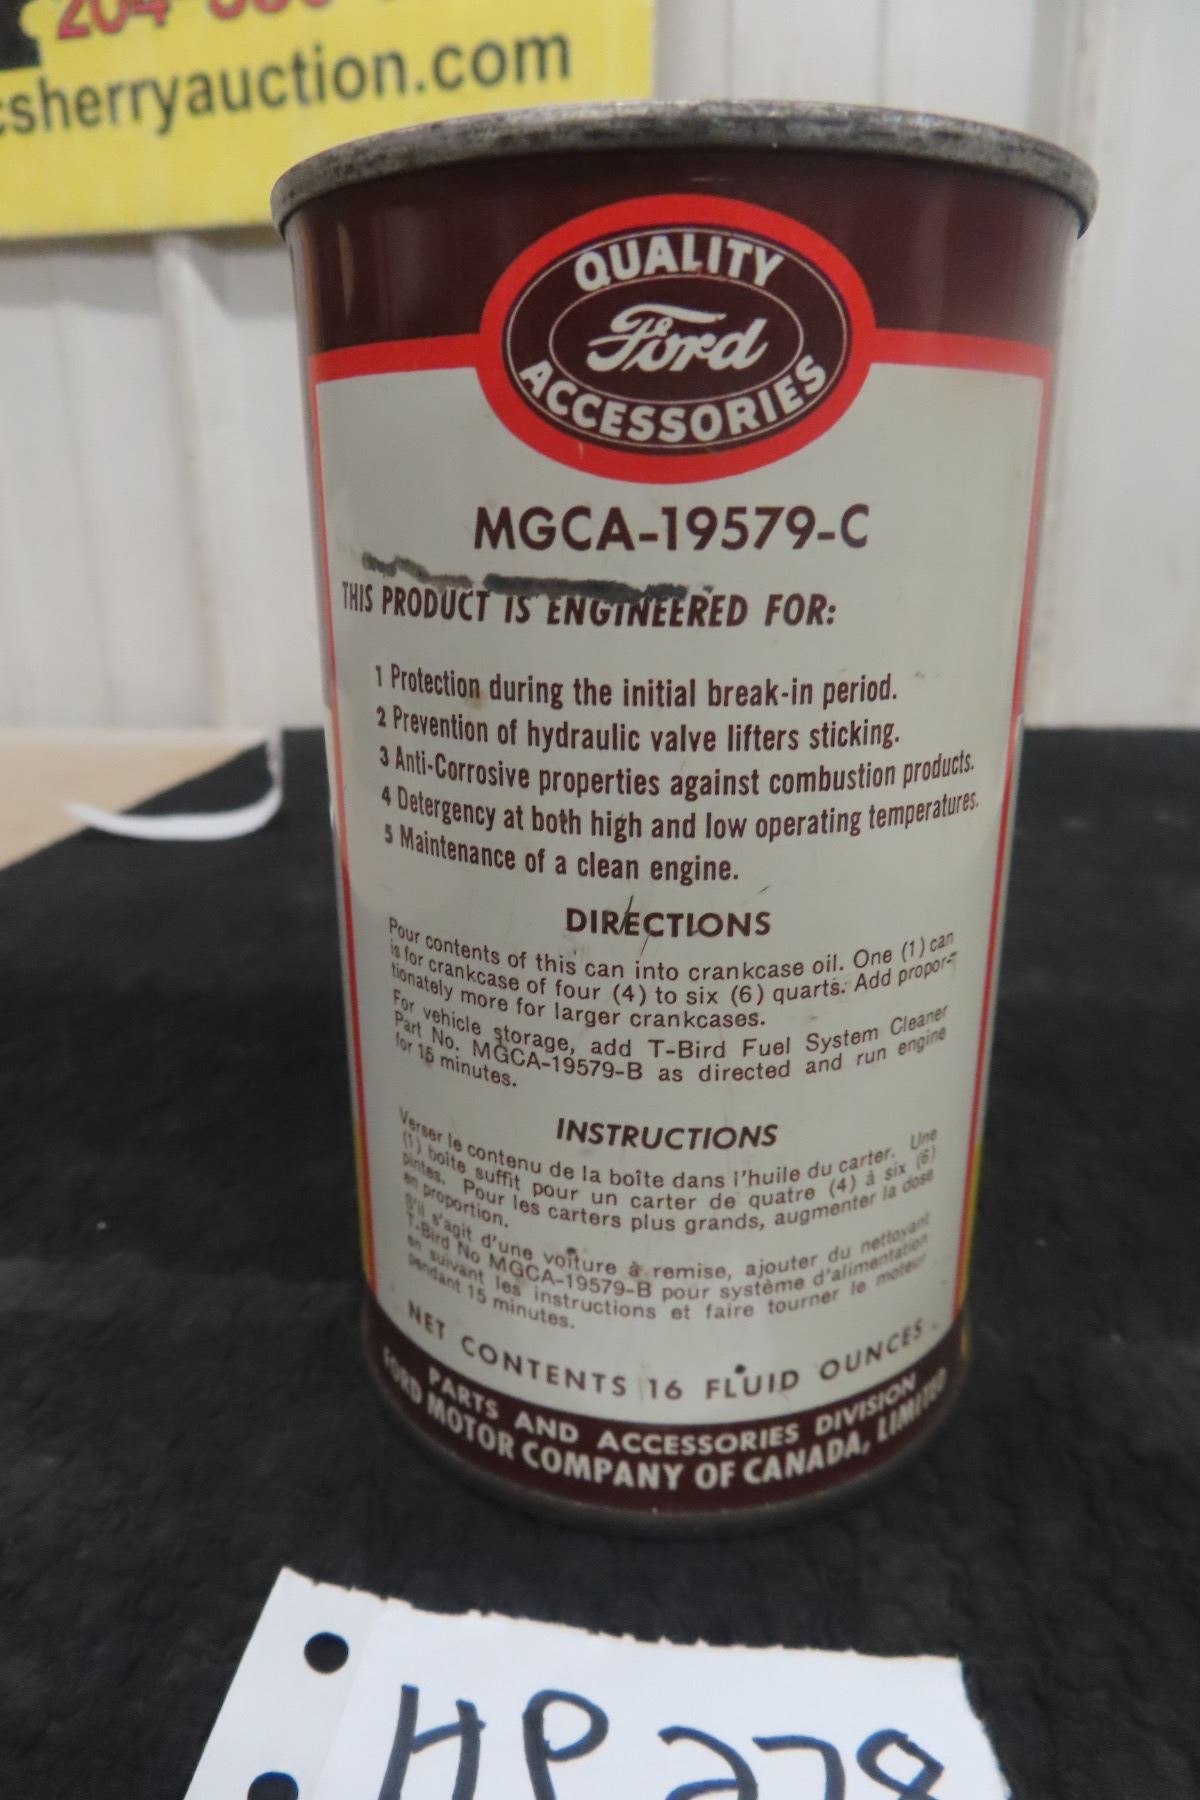 sherryauction.com
QUALITY
Ford
ACCESSORIES
MGCA-19579-C
THIS PRODUCT IS ENGINEERED FOR:
1 Protection during the initial break-in period.
2 Prevention of hydraulic valve lifters sticking.
3 Anti-Corrosive properties against combustion products.
4 Detergency at both high and low operating temperatures.
5 Maintenance of a clean engine.
DIRECTIONS
Pour contents of this can into crankcase oil. One (1) can
is for crankcase of four (4) to six (6) quarts. Add propor-
tionately more for larger crankcases.
For vehicle storage, add T-Bird Fuel System Cleaner
Part No. MGCA-19579-B as directed and run engine
for 15 minutes.
INSTRUCTIONS
Verser le contenu de la boîte dans l'huile du carter. Une
(1) boîte suffit pour un carter de quatre (4) à six (6)
pintes. Pour les carters plus grands, augmenter la dose
en proportion.
S'il s'agit d'une voiture à remise, ajouter du nettoyant
T-Bird No MGCA-19579-B pour système d'alimentation
en suivant les instructions et faire tourner le moteur
pendant 15 minutes.
NET CONTENTS 16 FLUID OUNCES
PARTS AND ACCESSORIES DIVISION
FORD MOTOR COMPANY OF CANADA, LIMITED
HP 278